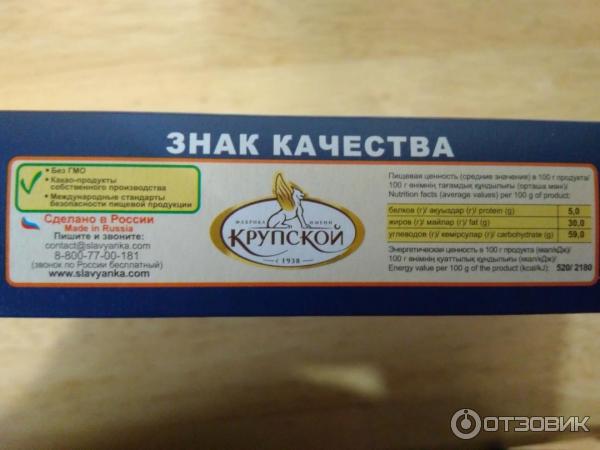 ЗНАК КАЧЕСТВА
• Без ГМО
• Какао-продукты
собственного производства
• Международные стандарты
безопасности пищевой продукции
Сделано в России
Made in Russia
Пишите и звоните:
contact@slavyanka.com
8-800-77-00-181
(звонок по России бесплатный)
www.slavyanka.com
ФАБРИКА ИМЕНИ
КРУПСКОЙ
с 1938
Пищевая ценность (средние значение) в 100 г продукта/
100 г өнімнің тағамдық құндылығы (орташа мәні)/
Nutrition facts (average values) per 100 g of product:
белков (г)/ ақуыздар (г)/ protein (g) 5,0
жиров (г)/ майлар (г)/ fat (g) 30,0
углеводов (г)/ көмірсулар (г)/ carbohydrate (g) 59,0
Энергетическая ценность в 100 г продукта (ккал/кДж)/
100 г өнімнің қуаттылық құндылығы (ккал/кДж)/
Energy value per 100 g of the product (kcal/kJ): 520/ 2180
ОТЗОВИК